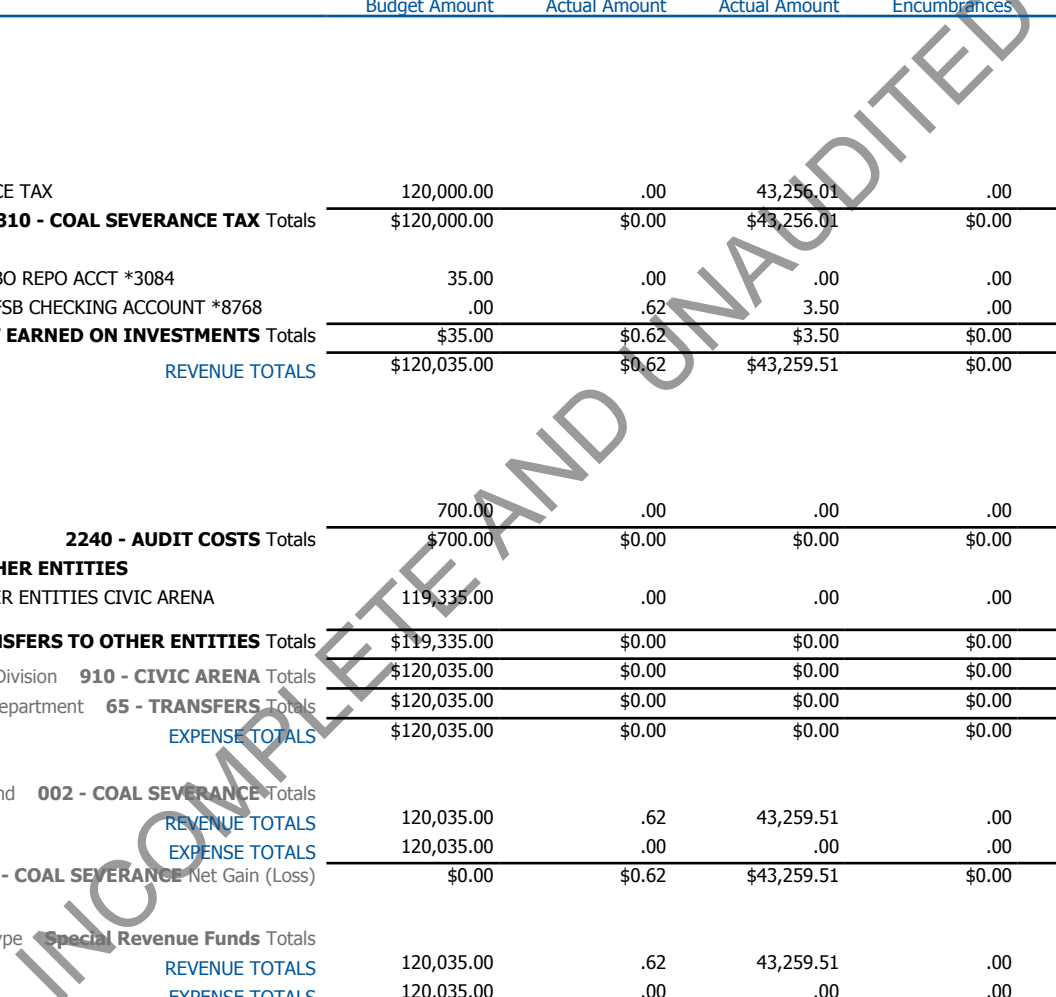 Budget Amount Actual Amount Actual Amount Encumbrances
CE TAX 120,000.00 .00 43,256.01 .00
310 - COAL SEVERANCE TAX Totals $120,000.00 $0.00 $43,256.01 $0.00
BO REPO ACCT *3084 35.00 .00 .00 .00
FSB CHECKING ACCOUNT *8768 .00 .62 3.50 .00
T EARNED ON INVESTMENTS Totals $35.00 $0.62 $3.50 $0.00
REVENUE TOTALS $120,035.00 $0.62 $43,259.51 $0.00
700.00 .00 .00 .00
2240 - AUDIT COSTS Totals $700.00 $0.00 $0.00 $0.00
HER ENTITIES
ER ENTITIES CIVIC ARENA 119,335.00 .00 .00 .00
NSFERS TO OTHER ENTITIES Totals $119,335.00 $0.00 $0.00 $0.00
Division 910 - CIVIC ARENA Totals $120,035.00 $0.00 $0.00 $0.00
epartment 65 - TRANSFERS Totals $120,035.00 $0.00 $0.00 $0.00
EXPENSE TOTALS $120,035.00 $0.00 $0.00 $0.00
nd 002 - COAL SEVERANCE Totals
REVENUE TOTALS 120,035.00 .62 43,259.51 .00
EXPENSE TOTALS 120,035.00 .00 .00 .00
- COAL SEVERANCE Net Gain (Loss) $0.00 $0.62 $43,259.51 $0.00
ype Special Revenue Funds Totals
REVENUE TOTALS 120,035.00 .62 43,259.51 .00
EXPENSE TOTALS 120,035.00 .00 .00 .00
INCOMPLETE AND UNAUDITED